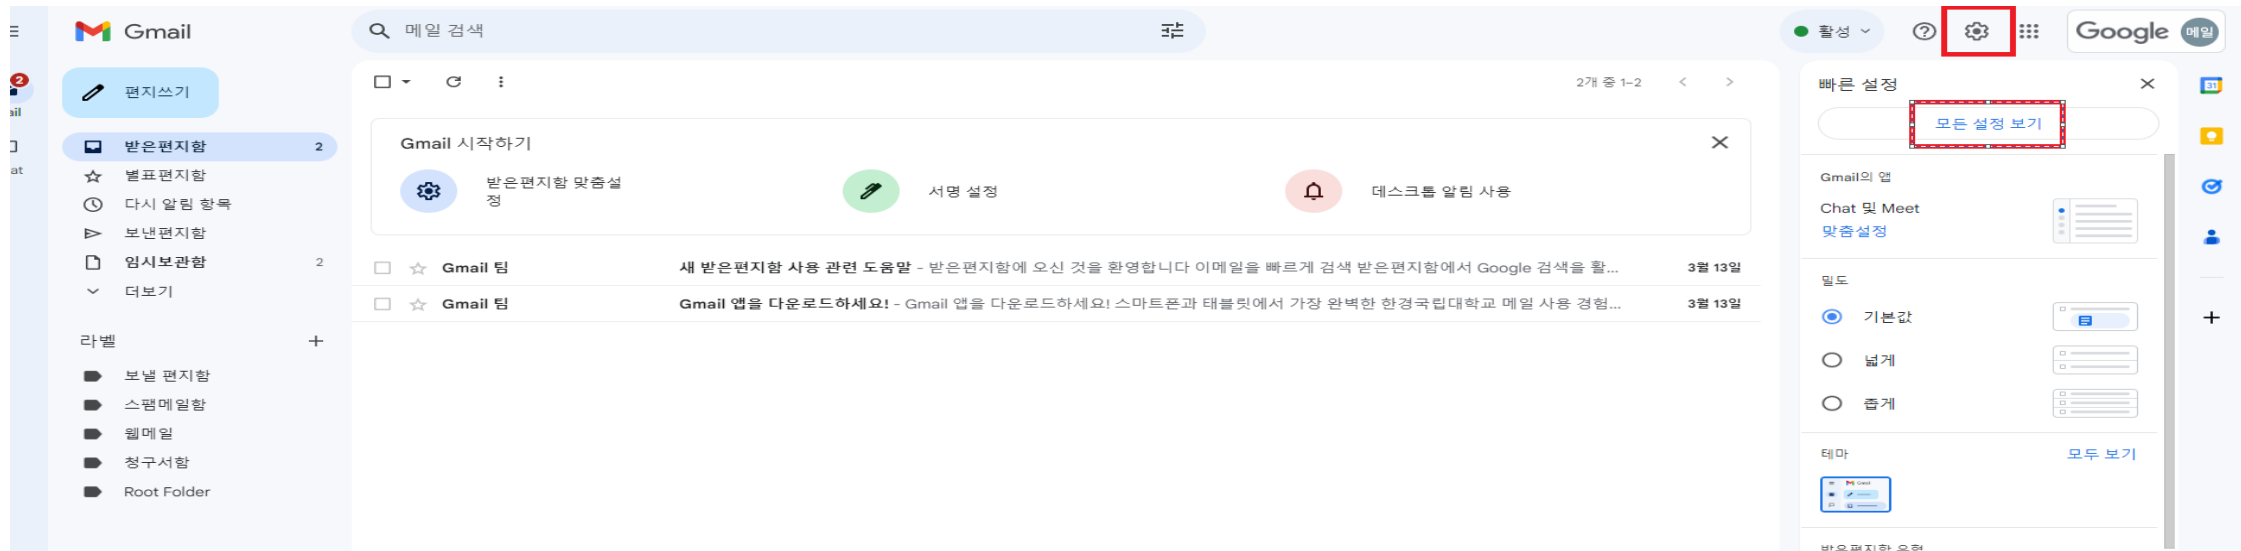 Gmail
메일 검색
활성
Google 메일
2
편지쓰기
2개 중 1–2
빠른 설정
31
모든 설정 보기
받은편지함 2
별표편지함
다시 알림 항목
보낸편지함
임시보관함 2
더보기
라벨
보낼 편지함
스팸메일함
웹메일
청구서함
Root Folder
Gmail 시작하기
받은편지함 맞춤설
정
서명 설정
데스크톱 알림 사용
Gmail 팀 새 받은편지함 사용 관련 도움말 - 받은편지함에 오신 것을 환영합니다 이메일을 빠르게 검색 받은편지함에서 Google 검색을 활... 3월 13일
Gmail 팀 Gmail 앱을 다운로드하세요! - Gmail 앱을 다운로드하세요! 스마트폰과 태블릿에서 가장 완벽한 한경국립대학교 메일 사용 경험... 3월 13일
Gmail의 앱
Chat 및 Meet
맞춤설정
밀도
기본값
넓게
좁게
테마
모두 보기
Gmail
받은편지함 유형